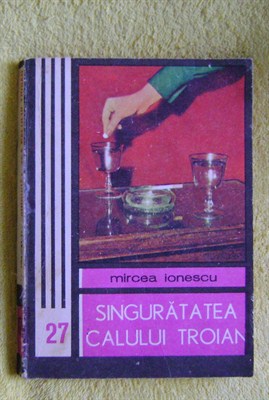 mircea ionescu
SINGURĂTATEA
CALULUI TROIAN
27